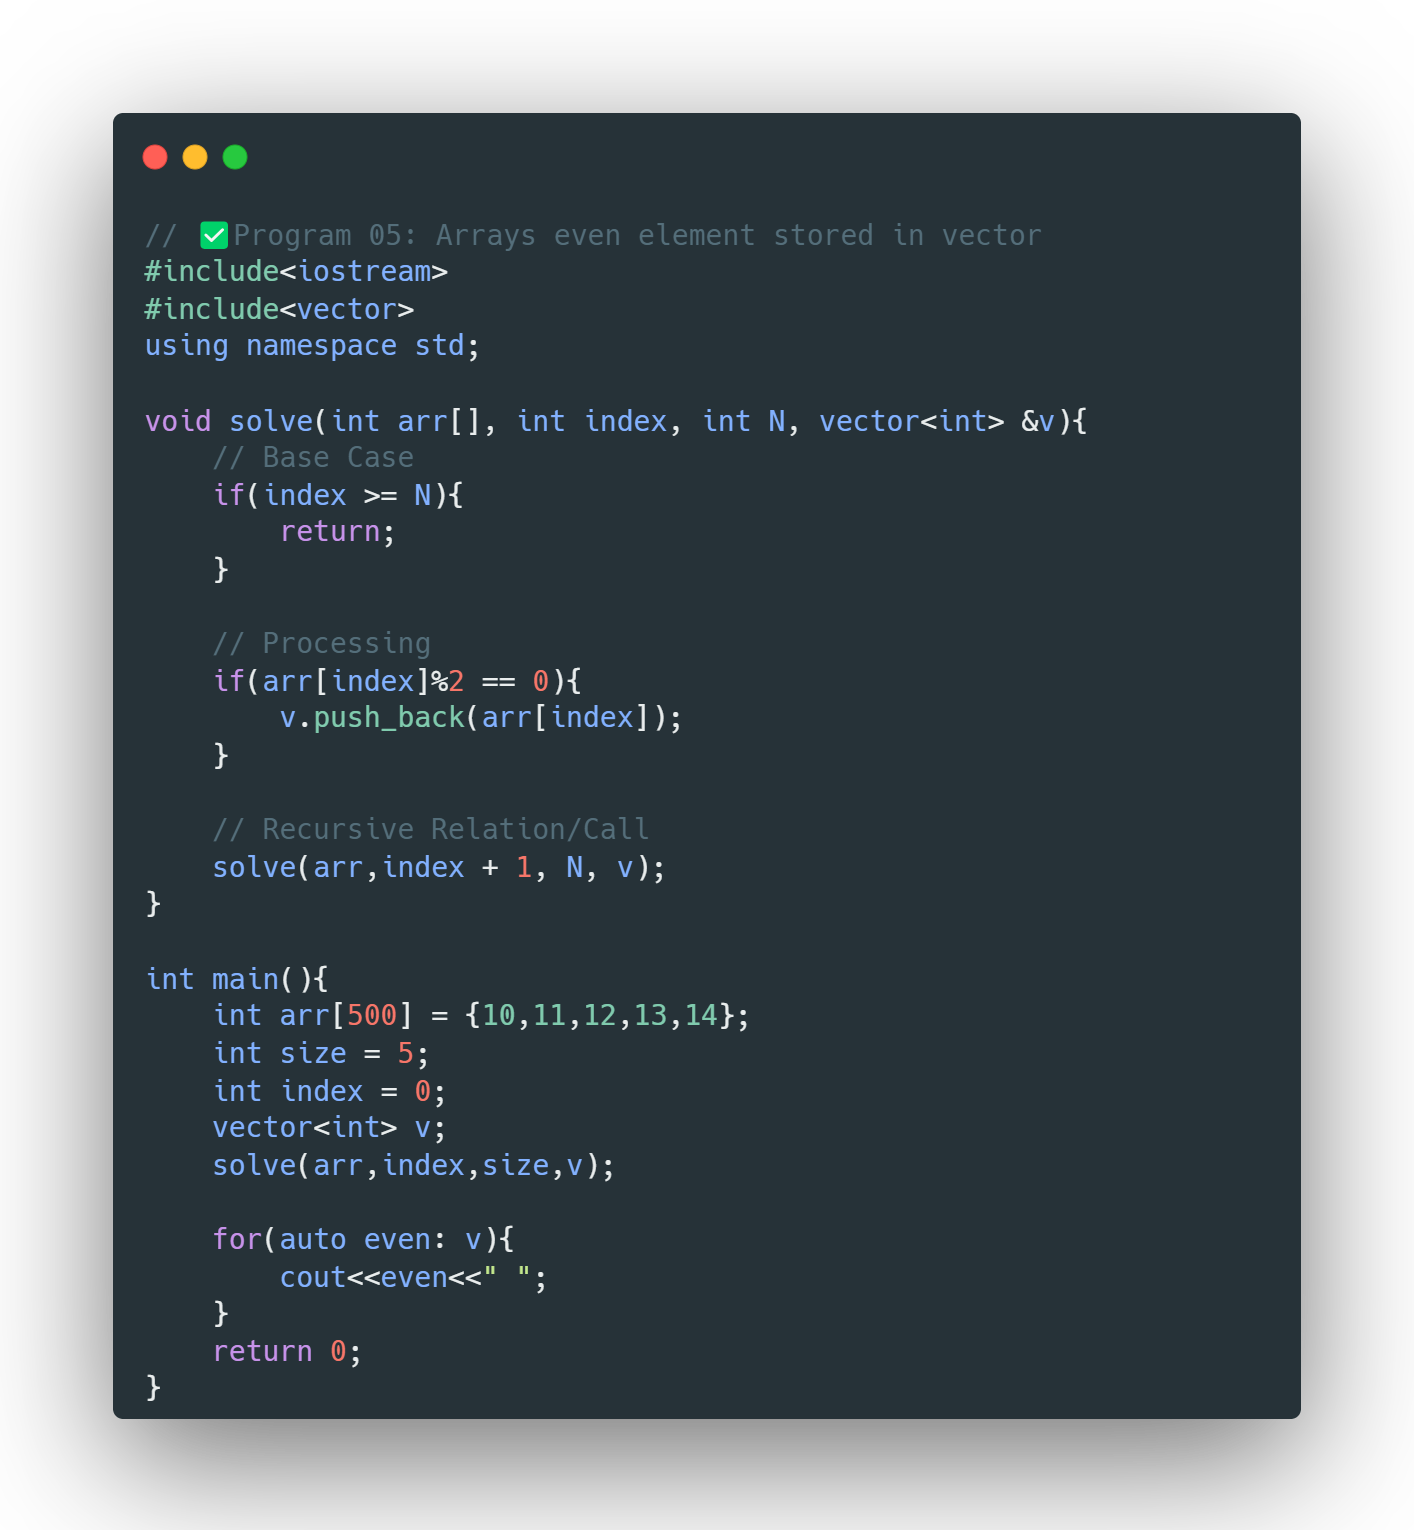 // ✅Program 05: Arrays even element stored in vector
#include<iostream>
#include<vector>
using namespace std;

void solve(int arr[], int index, int N, vector<int> &v){
    // Base Case
    if(index >= N){
        return;
    }

    // Processing
    if(arr[index]%2 == 0){
        v.push_back(arr[index]);
    }

    // Recursive Relation/Call
    solve(arr,index + 1, N, v);
}

int main(){
    int arr[500] = {10,11,12,13,14};
    int size = 5;
    int index = 0;
    vector<int> v;
    solve(arr,index,size,v);

    for(auto even: v){
        cout<<even<<" ";
    }
    return 0;
}